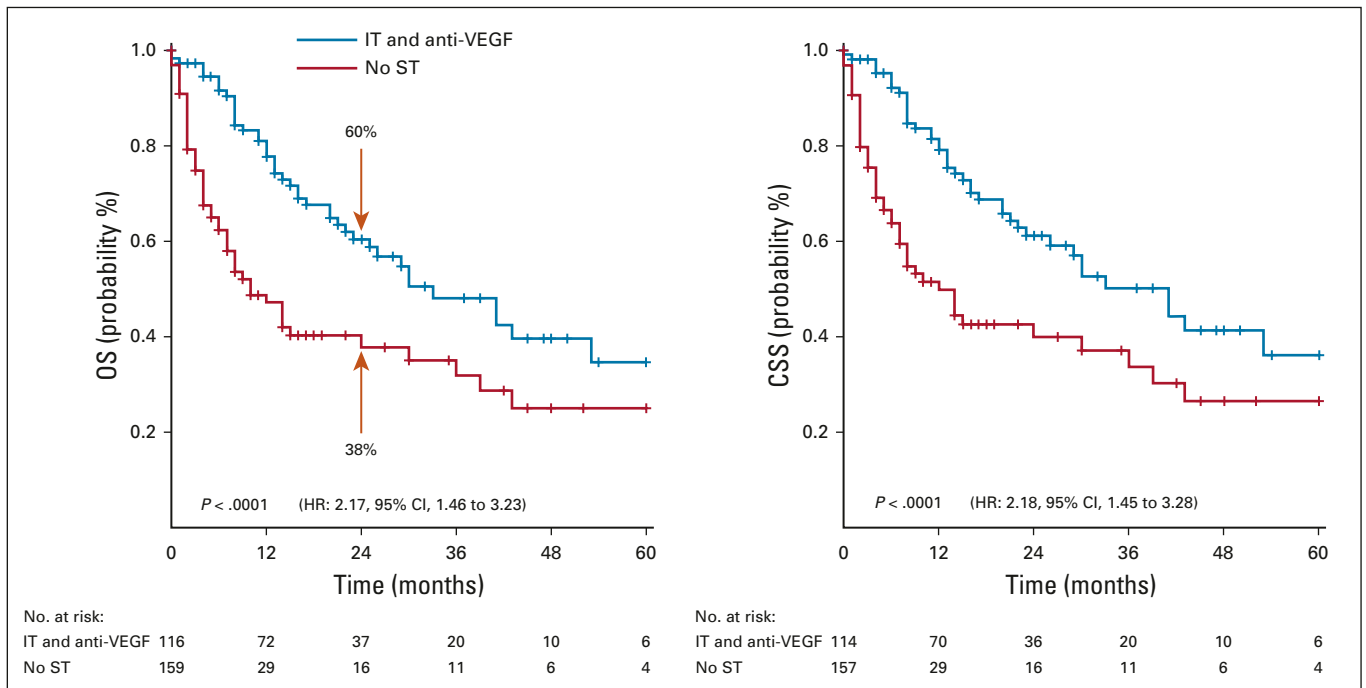 IT and anti-VEGF
No ST
OS (probability %)
1.0
0.8
0.6
0.4
0.2
60%
38%
P < .0001 (HR: 2.17, 95% CI, 1.46 to 3.23)
0 12 24 36 48 60
Time (months)
No. at risk:
IT and anti-VEGF 116 72 37 20 10 6
No ST 159 29 16 11 6 4
CSS (probability %)
1.0
0.8
0.6
0.4
0.2
P < .0001 (HR: 2.18, 95% CI, 1.45 to 3.28)
0 12 24 36 48 60
Time (months)
No. at risk:
IT and anti-VEGF 114 70 36 20 10 6
No ST 157 29 16 11 6 4